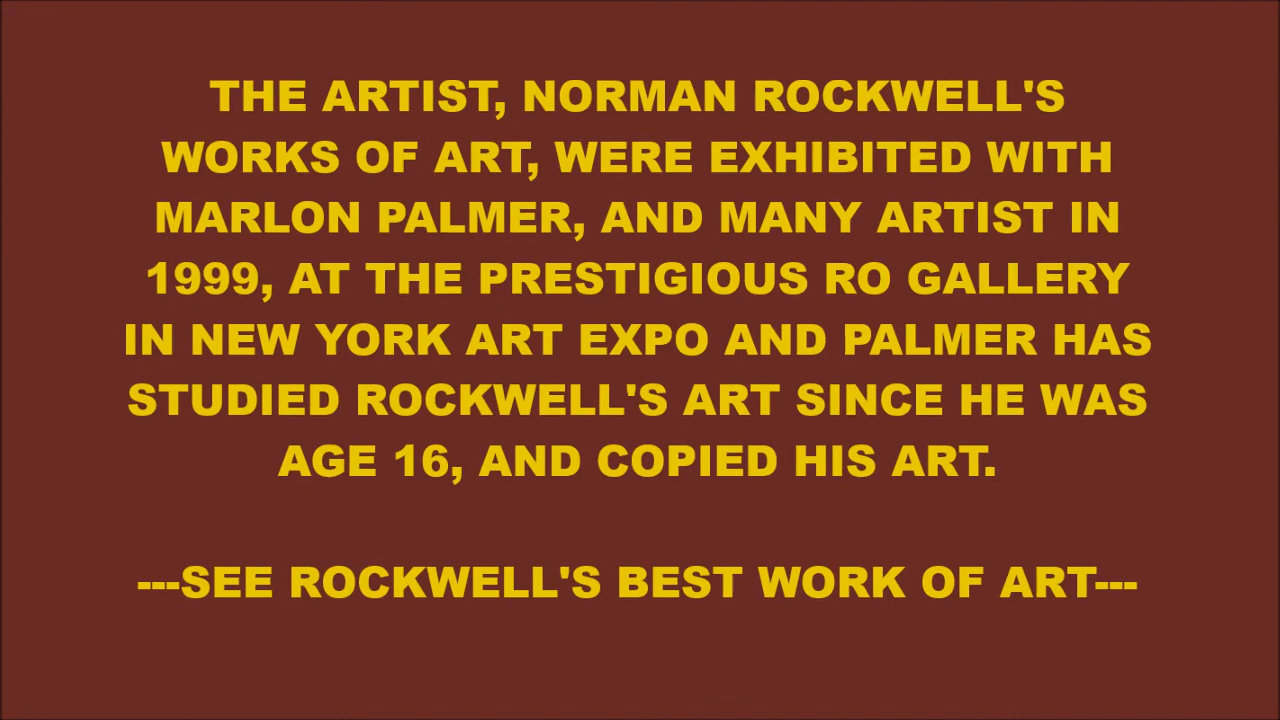 THE ARTIST, NORMAN ROCKWELL'S
WORKS OF ART, WERE EXHIBITED WITH
MARLON PALMER, AND MANY ARTIST IN
1999, AT THE PRESTIGIOUS RO GALLERY
IN NEW YORK ART EXPO AND PALMER HAS
STUDIED ROCKWELL'S ART SINCE HE WAS
AGE 16, AND COPIED HIS ART.
---SEE ROCKWELL'S BEST WORK OF ART---